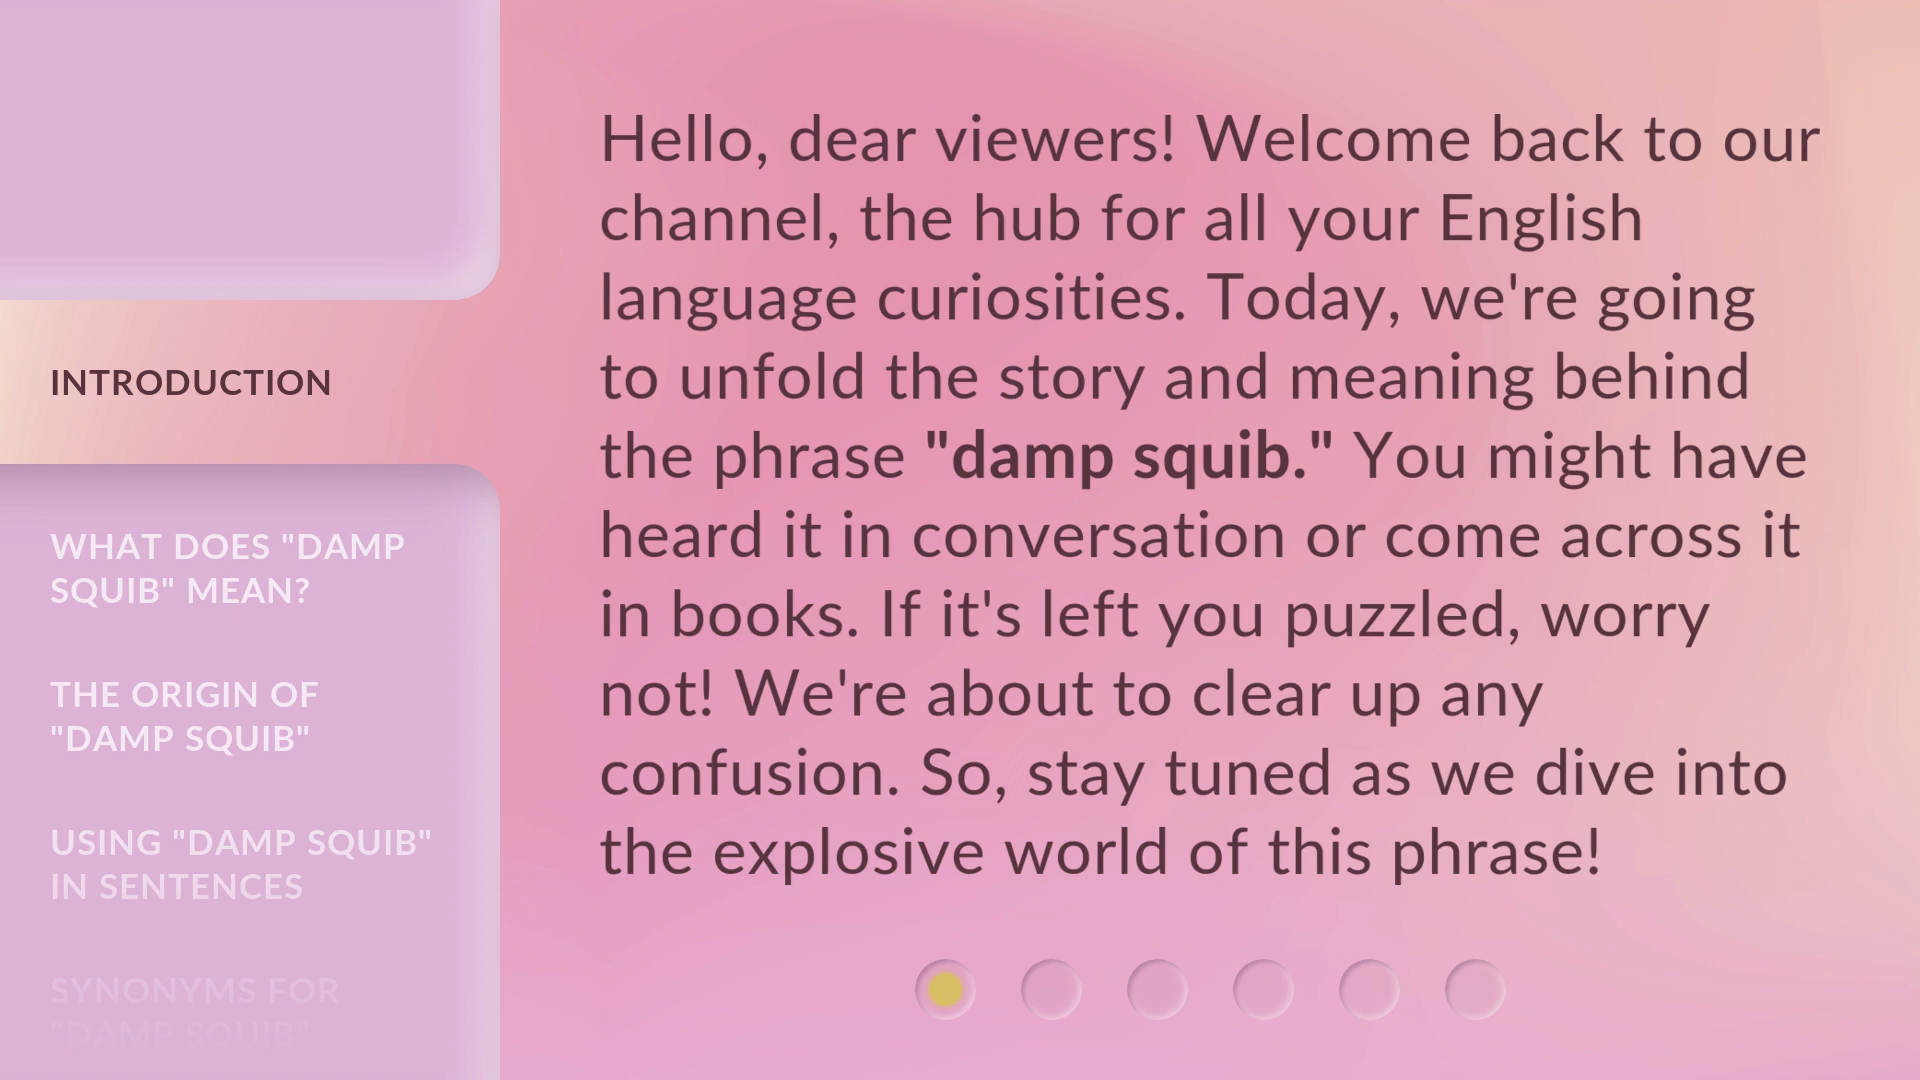 INTRODUCTION
WHAT DOES "DAMP
SQUIB" MEAN?
THE ORIGIN OF
"DAMP SQUIB"
USING "DAMP SQUIB"
IN SENTENCES
SYNONYMS FOR
"DAMP SQUIB"
Hello, dear viewers! Welcome back to our
channel, the hub for all your English
language curiosities. Today, we're going
to unfold the story and meaning behind
the phrase "damp squib." You might have
heard it in conversation or come across it
in books. If it's left you puzzled, worry
not! We're about to clear up any
confusion. So, stay tuned as we dive into
the explosive world of this phrase!